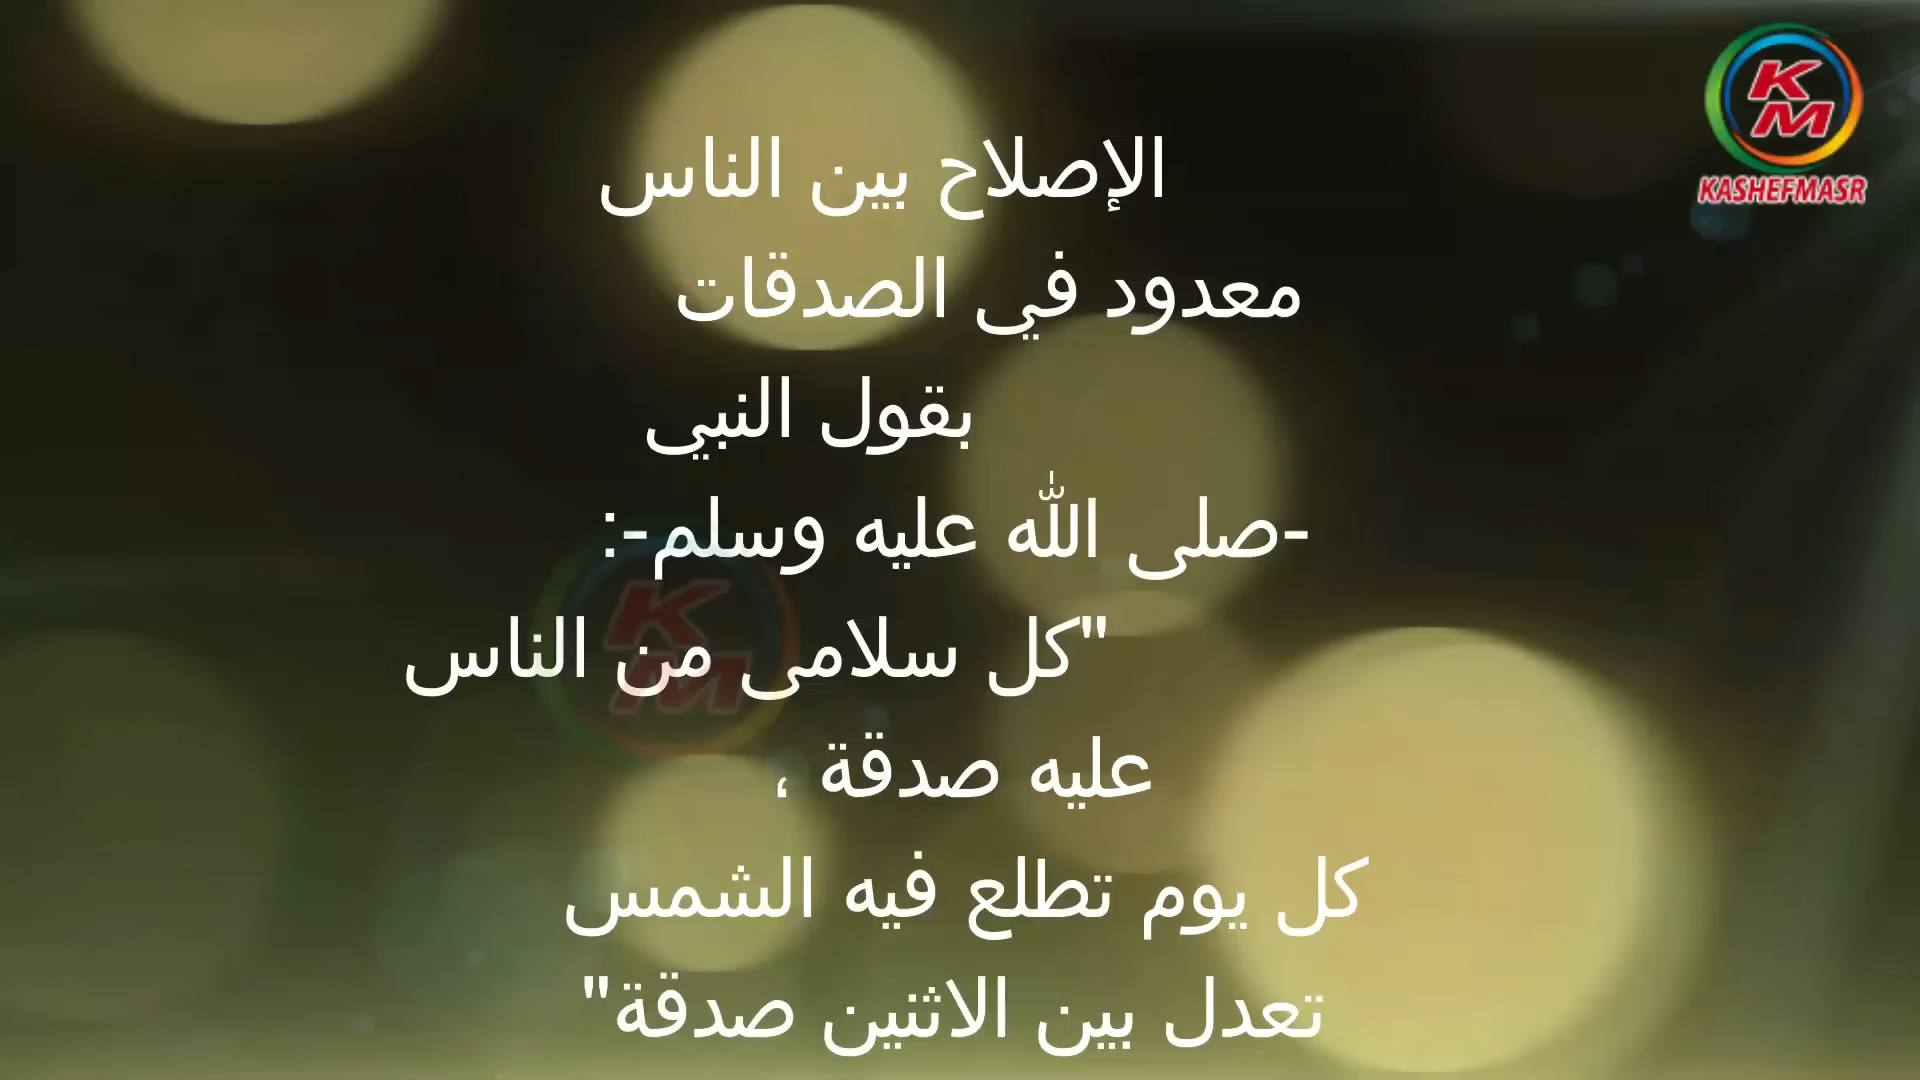 K
M
KASHEFMASR
الإصلاح بين الناس
معدود في الصدقات
بقول النبي
-صلى الله عليه وسلم-:
"كل سلامى من الناس
عليه صدقة ،
كل يوم تطلع فيه الشمس
تعدل بين الاثنين صدقة"
K
M